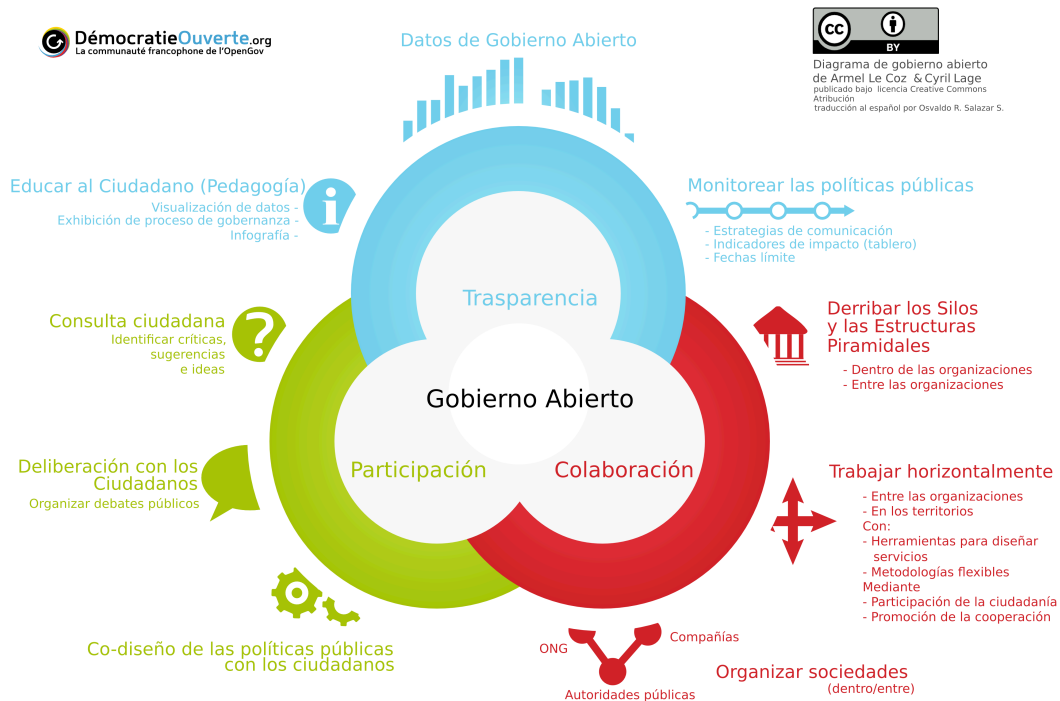 DémocratieOuverte.org
La communauté francophone de l'OpenGov
Datos de Gobierno Abierto
cc
BY
Diagrama de gobierno abierto
de Armel Le Coz & Cyril Lage
publicado bajo licencia Creative Commons
Atribución
traducción al español por Osvaldo R. Salazar S.
Educar al Ciudadano (Pedagogía)
Visualización de datos -
Exhibición de proceso de gobernanza -
Infografía -
i
Monitorear las políticas públicas
- Estrategias de comunicación
- Indicadores de impacto (tablero)
- Fechas límite
Consulta ciudadana
Identificar críticas,
sugerencias
e ideas
?
Trasparencia
Derribar los Silos
y las Estructuras
Piramidales
- Dentro de las organizaciones
- Entre las organizaciones
Gobierno Abierto
Deliberación con los
Ciudadanos
Organizar debates públicos
Participación
Colaboración
Trabajar horizontalmente
- Entre las organizaciones
- En los territorios
Con:
- Herramientas para diseñar
servicios
- Metodologías flexibles
Mediante
- Participación de la ciudadanía
- Promoción de la cooperación
Co-diseño de las políticas públicas
con los ciudadanos
ONG
Compañías
Autoridades públicas
Organizar sociedades
(dentro/entre)